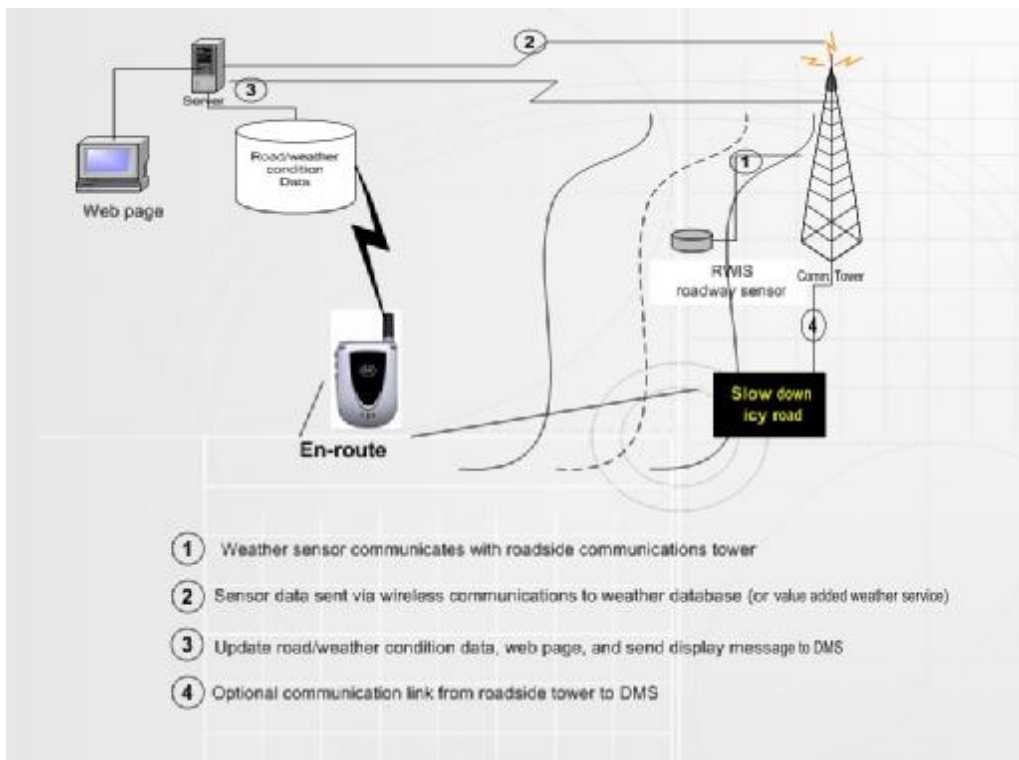 2
Server
3
Road/weather
condition
Data
Web page
1
RWIS
roadway sensor
Comm. Tower
4
Slow down
icy road
En-route
1 Weather sensor communicates with roadside communications tower
2 Sensor data sent via wireless communications to weather database (or value added weather service)
3 Update road/weather condition data, web page, and send display message to DMS
4 Optional communication link from roadside tower to DMS